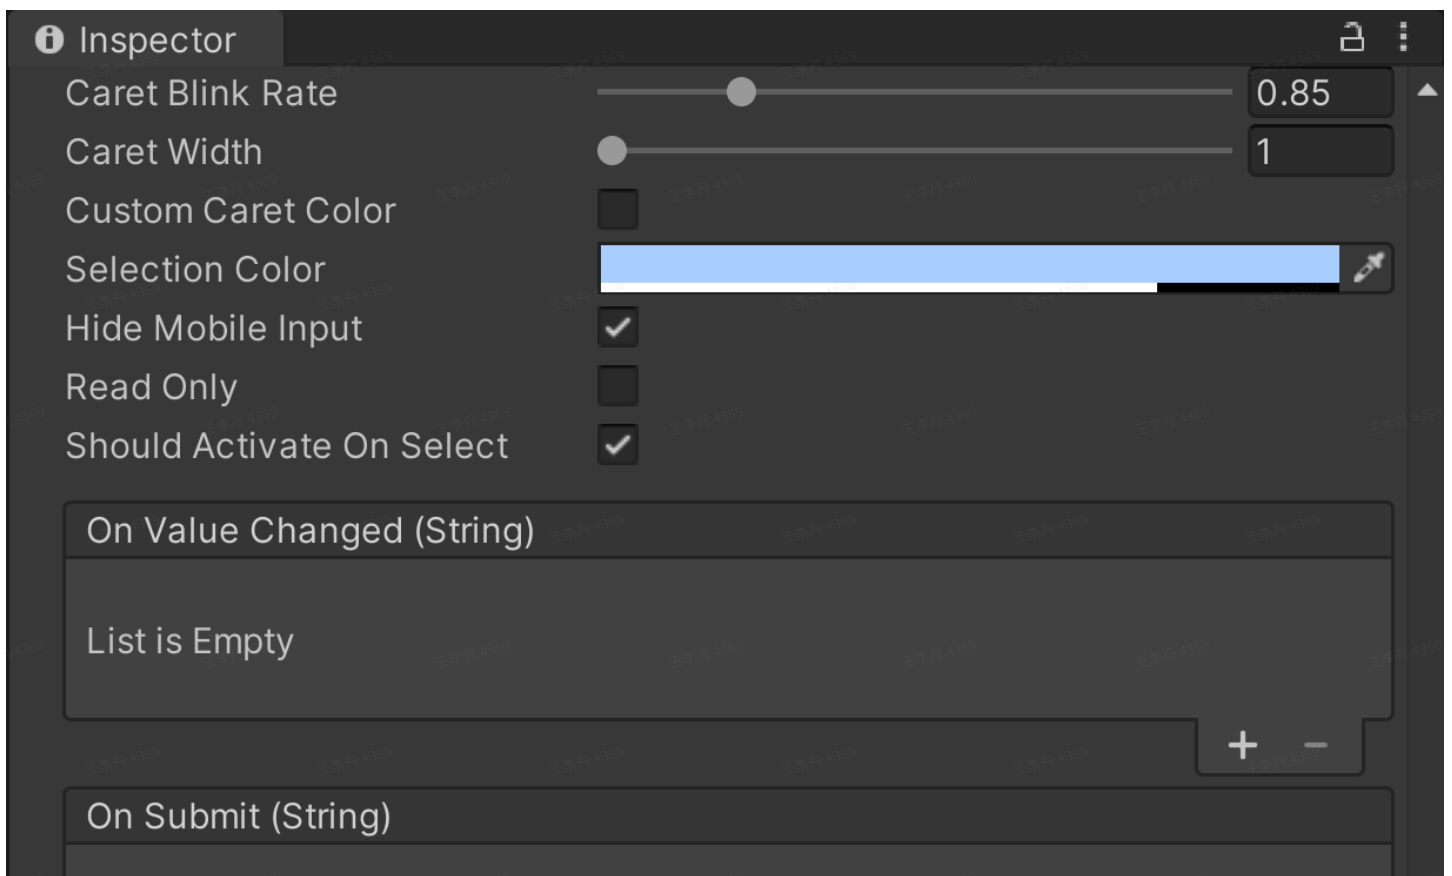 Inspector
Caret Blink Rate 0.85
Caret Width 1
Custom Caret Color
Selection Color
Hide Mobile Input
Read Only
Should Activate On Select
On Value Changed (String)
List is Empty
On Submit (String)